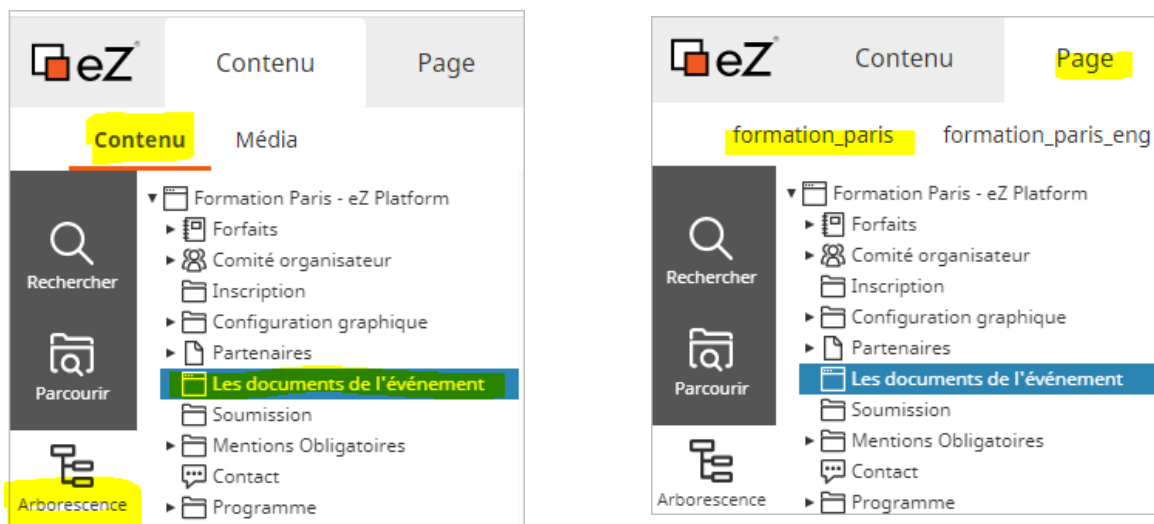 eZ
Contenu
Page
Contenu
Média
Rechercher
Parcourir
Arborescence
Formation Paris - eZ Platform
Forfaits
Comité organisateur
Inscription
Configuration graphique
Partenaires
Les documents de l'événement
Soumission
Mentions Obligatoires
Contact
Programme
eZ
Contenu
Page
formation_paris
formation_paris_eng
Rechercher
Parcourir
Arborescence
Formation Paris - eZ Platform
Forfaits
Comité organisateur
Inscription
Configuration graphique
Partenaires
Les documents de l'événement
Soumission
Mentions Obligatoires
Contact
Programme